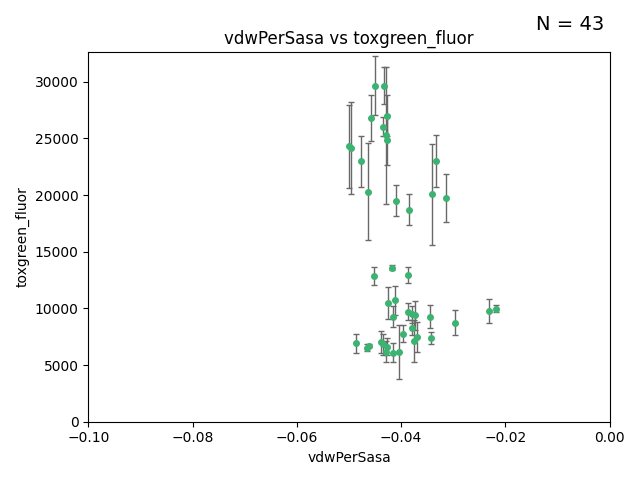 N = 43
vdwPerSasa vs toxgreen_fluor
toxgreen_fluor
30000
25000
20000
15000
10000
5000
0
−0.10 −0.08 −0.06 −0.04 −0.02 0.00
vdwPerSasa